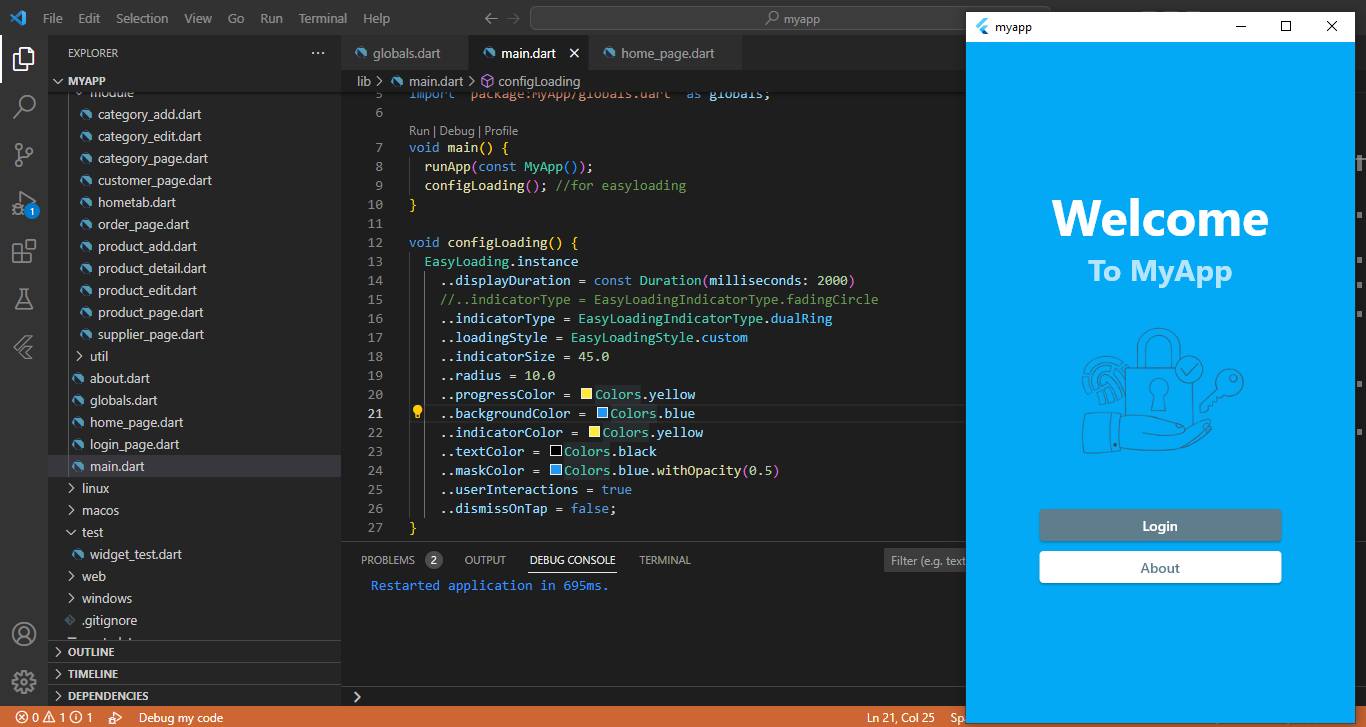 File Edit Selection View Go Run Terminal Help
myapp
EXPLORER
MYAPP
module
category_add.dart
category_edit.dart
category_page.dart
customer_page.dart
hometab.dart
order_page.dart
product_add.dart
product_detail.dart
product_edit.dart
product_page.dart
supplier_page.dart
util
about.dart
globals.dart
home_page.dart
login_page.dart
main.dart
linux
macos
test
widget_test.dart
web
windows
.gitignore
OUTLINE
TIMELINE
DEPENDENCIES
1
globals.dart main.dart home_page.dart
lib > main.dart > configLoading
5 import 'package:MyApp/globals.dart' as globals;
6
Run | Debug | Profile
7 void main() {
8 runApp(const MyApp());
9 configLoading(); //for easyloading
10 }
11
12 void configLoading() {
13 EasyLoading.instance
14 ..displayDuration = const Duration(milliseconds: 2000)
15 //..indicatorType = EasyLoadingIndicatorType.fadingCircle
16 ..indicatorType = EasyLoadingIndicatorType.dualRing
17 ..loadingStyle = EasyLoadingStyle.custom
18 ..indicatorSize = 45.0
19 ..radius = 10.0
20 ..progressColor = Colors.yellow
21 ..backgroundColor = Colors.blue
22 ..indicatorColor = Colors.yellow
23 ..textColor = Colors.black
24 ..maskColor = Colors.blue.withOpacity(0.5)
25 ..userInteractions = true
26 ..dismissOnTap = false;
27 }
PROBLEMS 2 OUTPUT DEBUG CONSOLE TERMINAL
Filter (e.g. text
Restarted application in 695ms.
0 1 1 Debug my code
Ln 21, Col 25
myapp
Welcome
To MyApp
Login
About